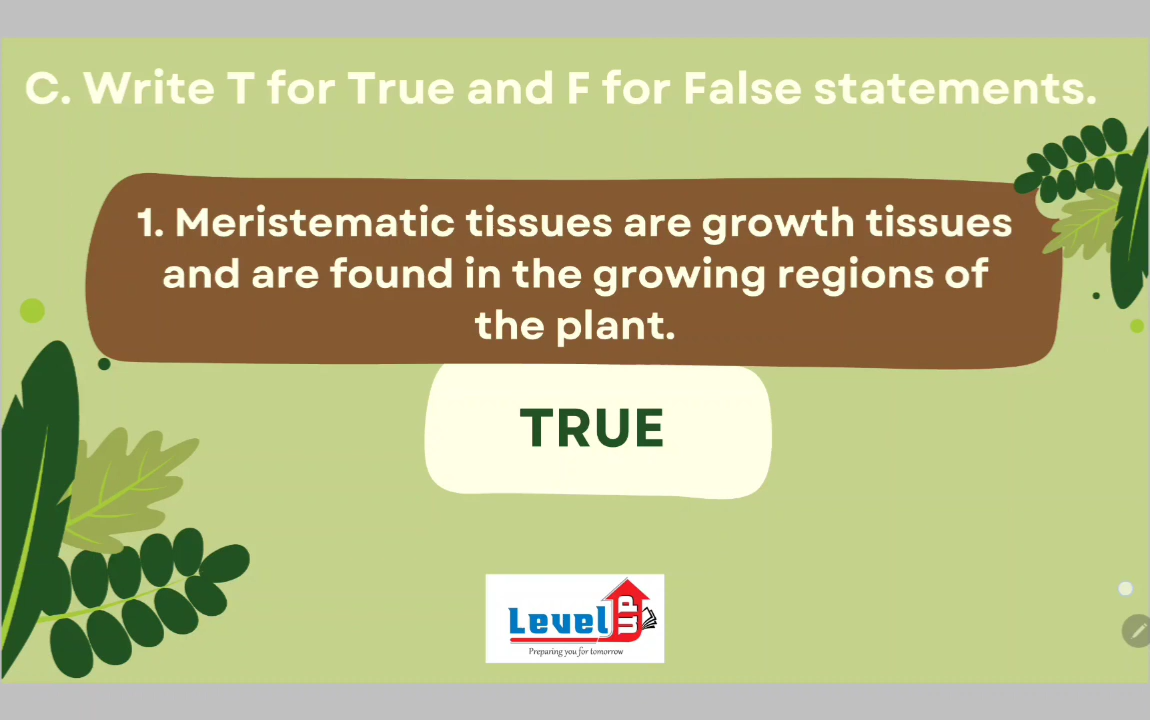 C. Write T for True and F for False statements.
1. Meristematic tissues are growth tissues
and are found in the growing regions of
the plant.
TRUE
Level UP
Preparing you for tomorrow